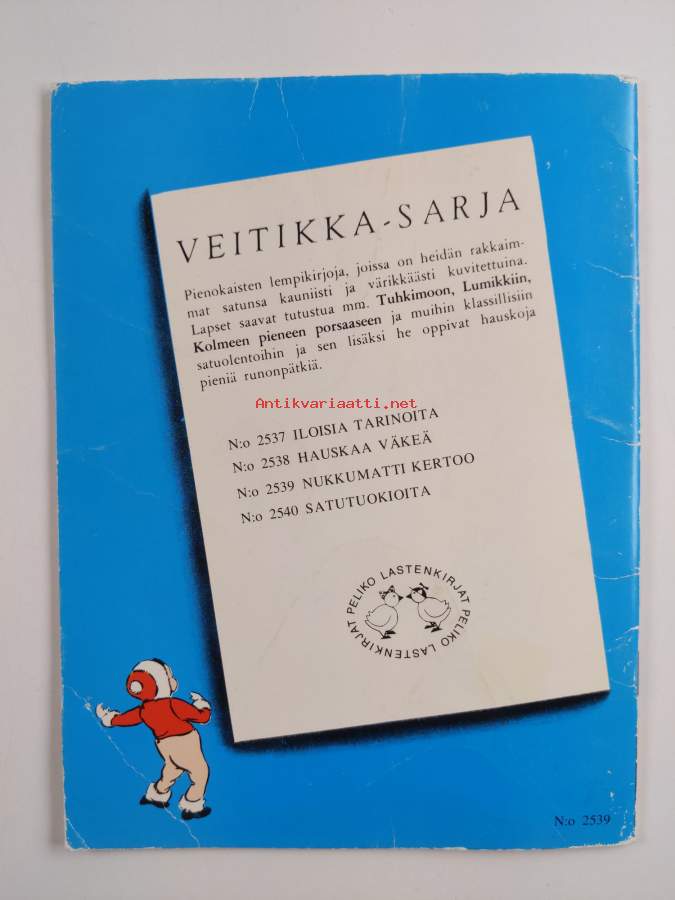 VEITIKKA-SARJA
Pienokaisten lempikirjoja, joissa on heidän rakkaim-
mat satunsa kauniisti ja värikkäästi kuvitettuina.
Lapset saavat tutustua mm. Tuhkimoon, Lumikkiin,
Kolmeen pieneen porsaaseen ja muihin klassillisiin
satuolentoihin ja sen lisäksi he oppivat hauskoja
pieniä runonpätkiä.
Antikvariaatti.net
N:o 2537 ILOISIA TARINOITA
N:o 2538 HAUSKAA VÄKEÄ
N:o 2539 NUKKUMATTI KERTOO
N:o 2540 SATUTUOKIOITA
PELIKO LASTENKIRJAT PELIKO LASTENKIRJAT
N:o 2539